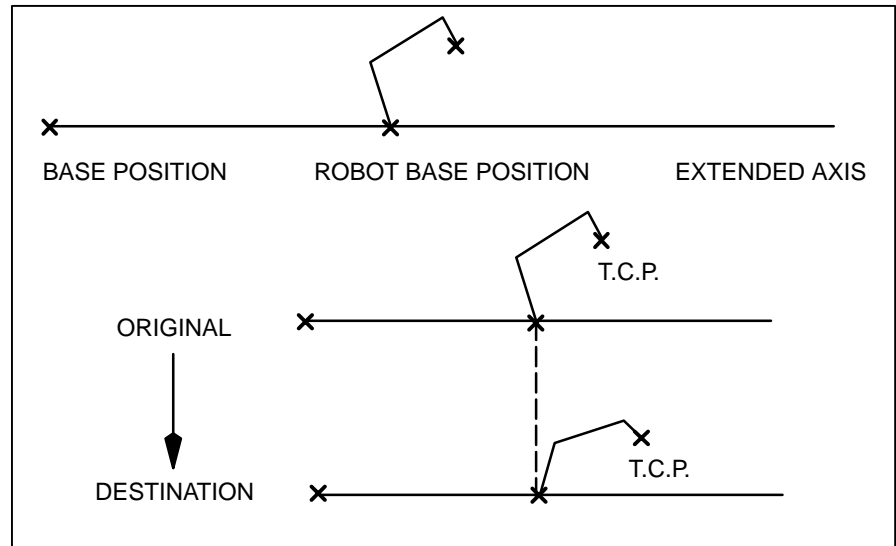 BASE POSITION ROBOT BASE POSITION EXTENDED AXIS
T.C.P.
ORIGINAL
T.C.P.
DESTINATION